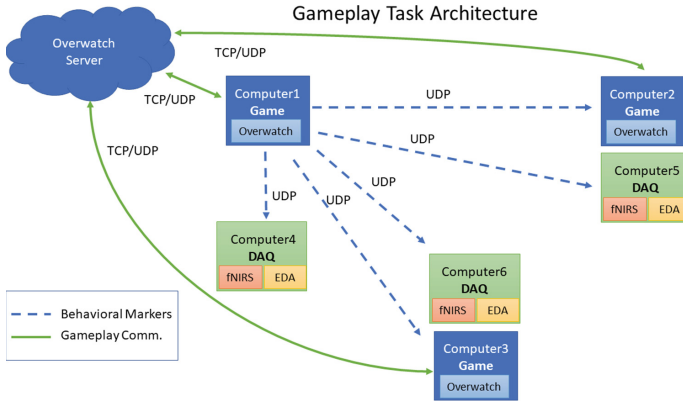 Gameplay Task Architecture
Overwatch
Server
TCP/UDP
TCP/UDP
TCP/UDP
Computer1
Game
Overwatch
UDP
Computer2
Game
Overwatch
UDP
UDP
UDP
UDP
Computer5
DAQ
fNIRS EDA
Computer4
DAQ
fNIRS EDA
Computer6
DAQ
fNIRS EDA
Behavioral Markers
Gameplay Comm.
Computer3
Game
Overwatch